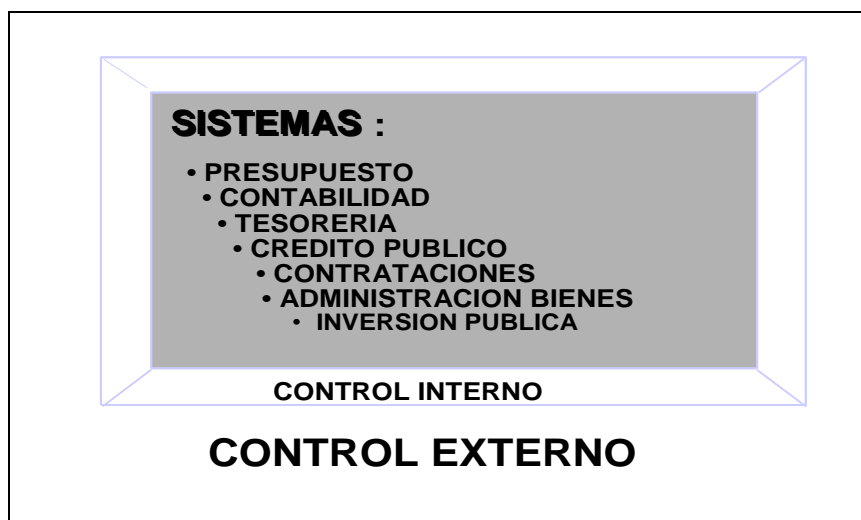 SISTEMAS :
• PRESUPUESTO
• CONTABILIDAD
• TESORERIA
• CREDITO PUBLICO
• CONTRATACIONES
• ADMINISTRACION BIENES
• INVERSION PUBLICA
CONTROL INTERNO
CONTROL EXTERNO